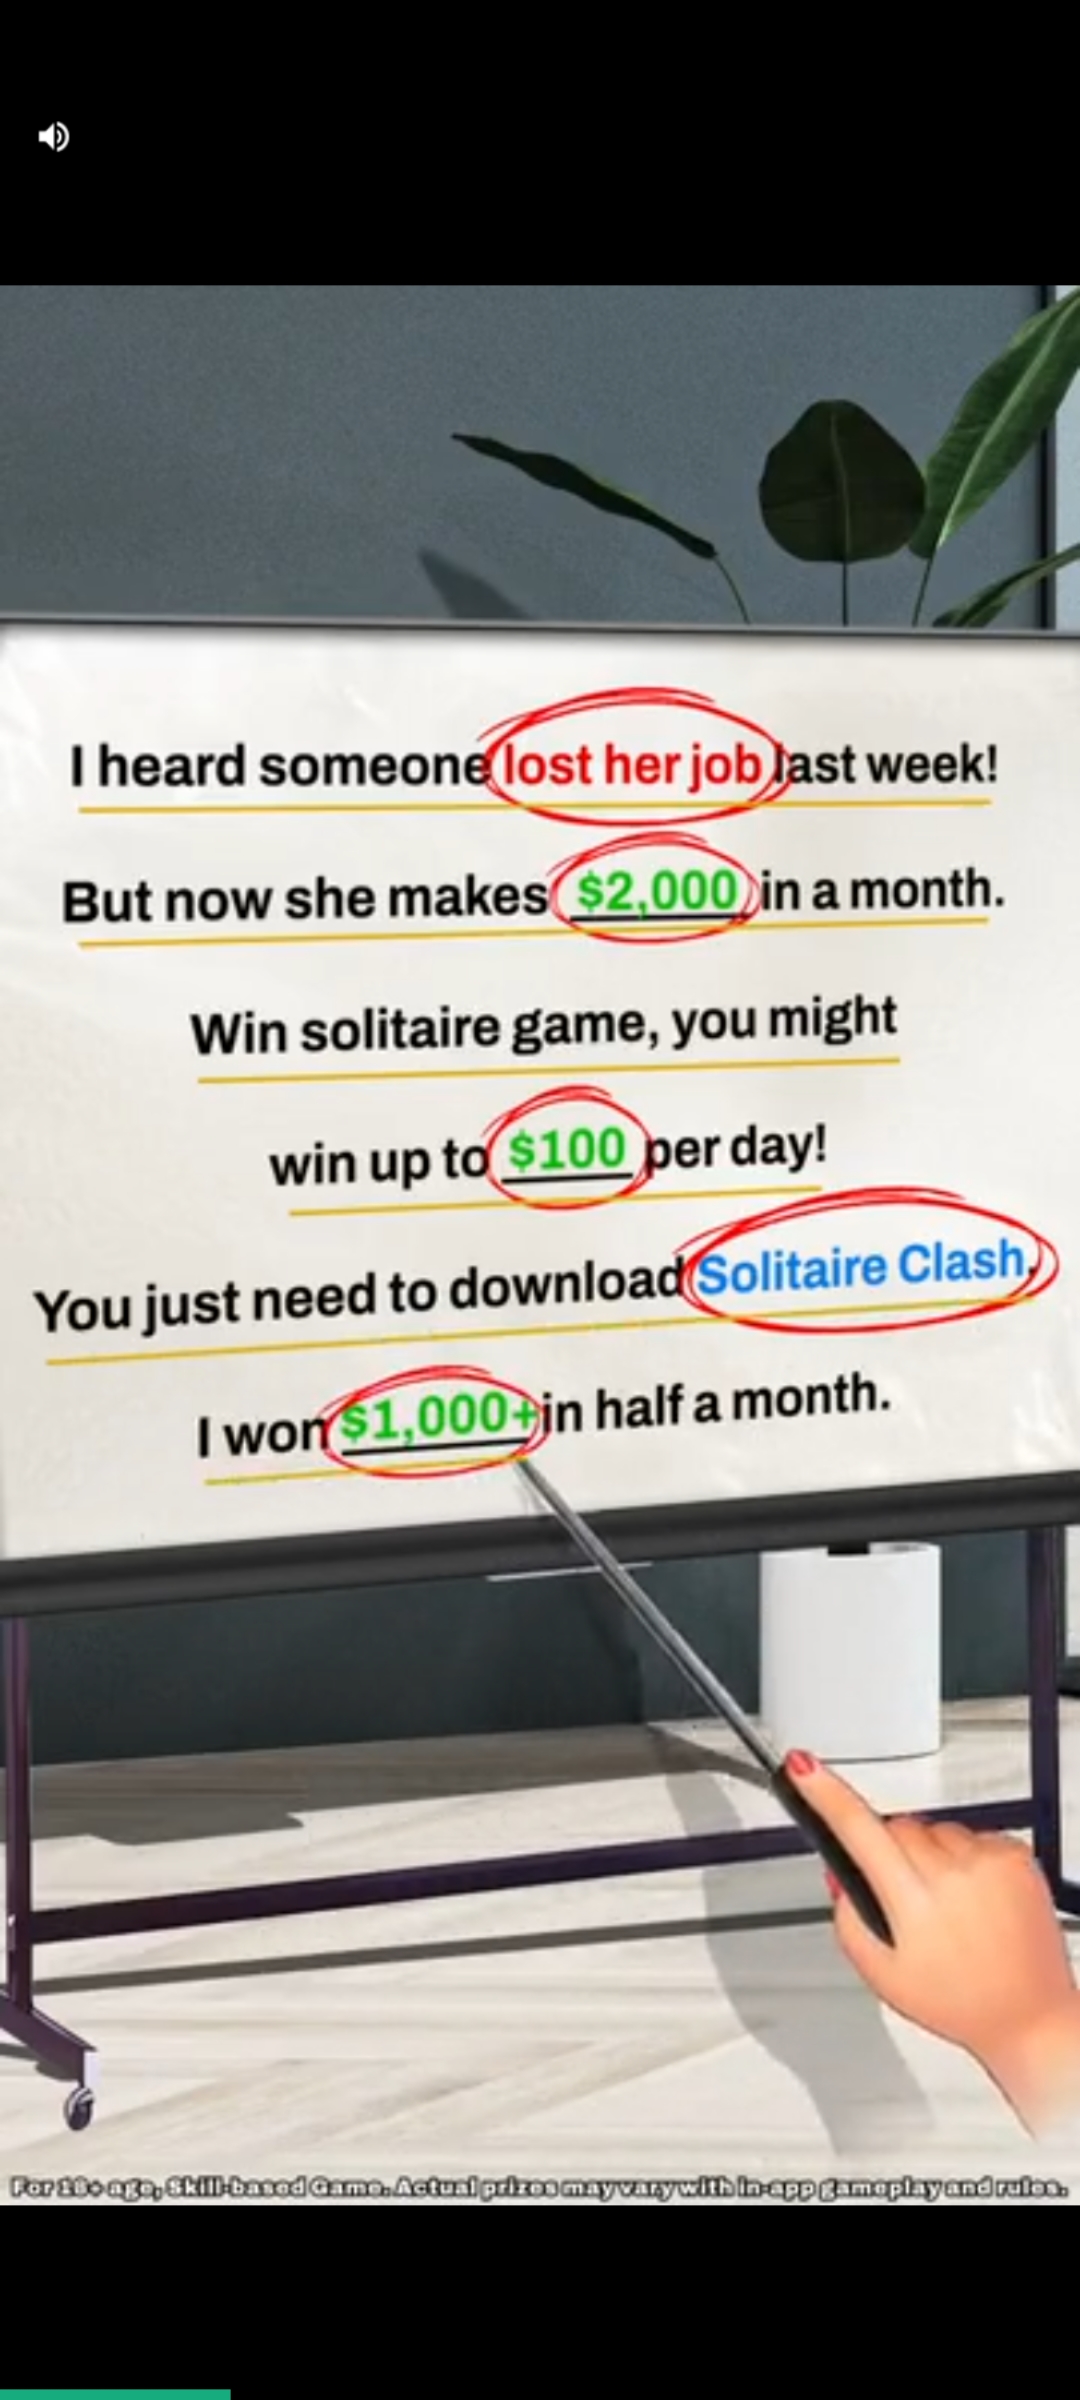 I heard someone lost her job last week!
But now she makes $2,000 in a month.
Win solitaire game, you might
win up to $100 per day!
You just need to download Solitaire Clash.
I won $1,000+ in half a month.
For 18+ age, Skill-based Game. Actual prizes may vary with in-app gameplay and rules.